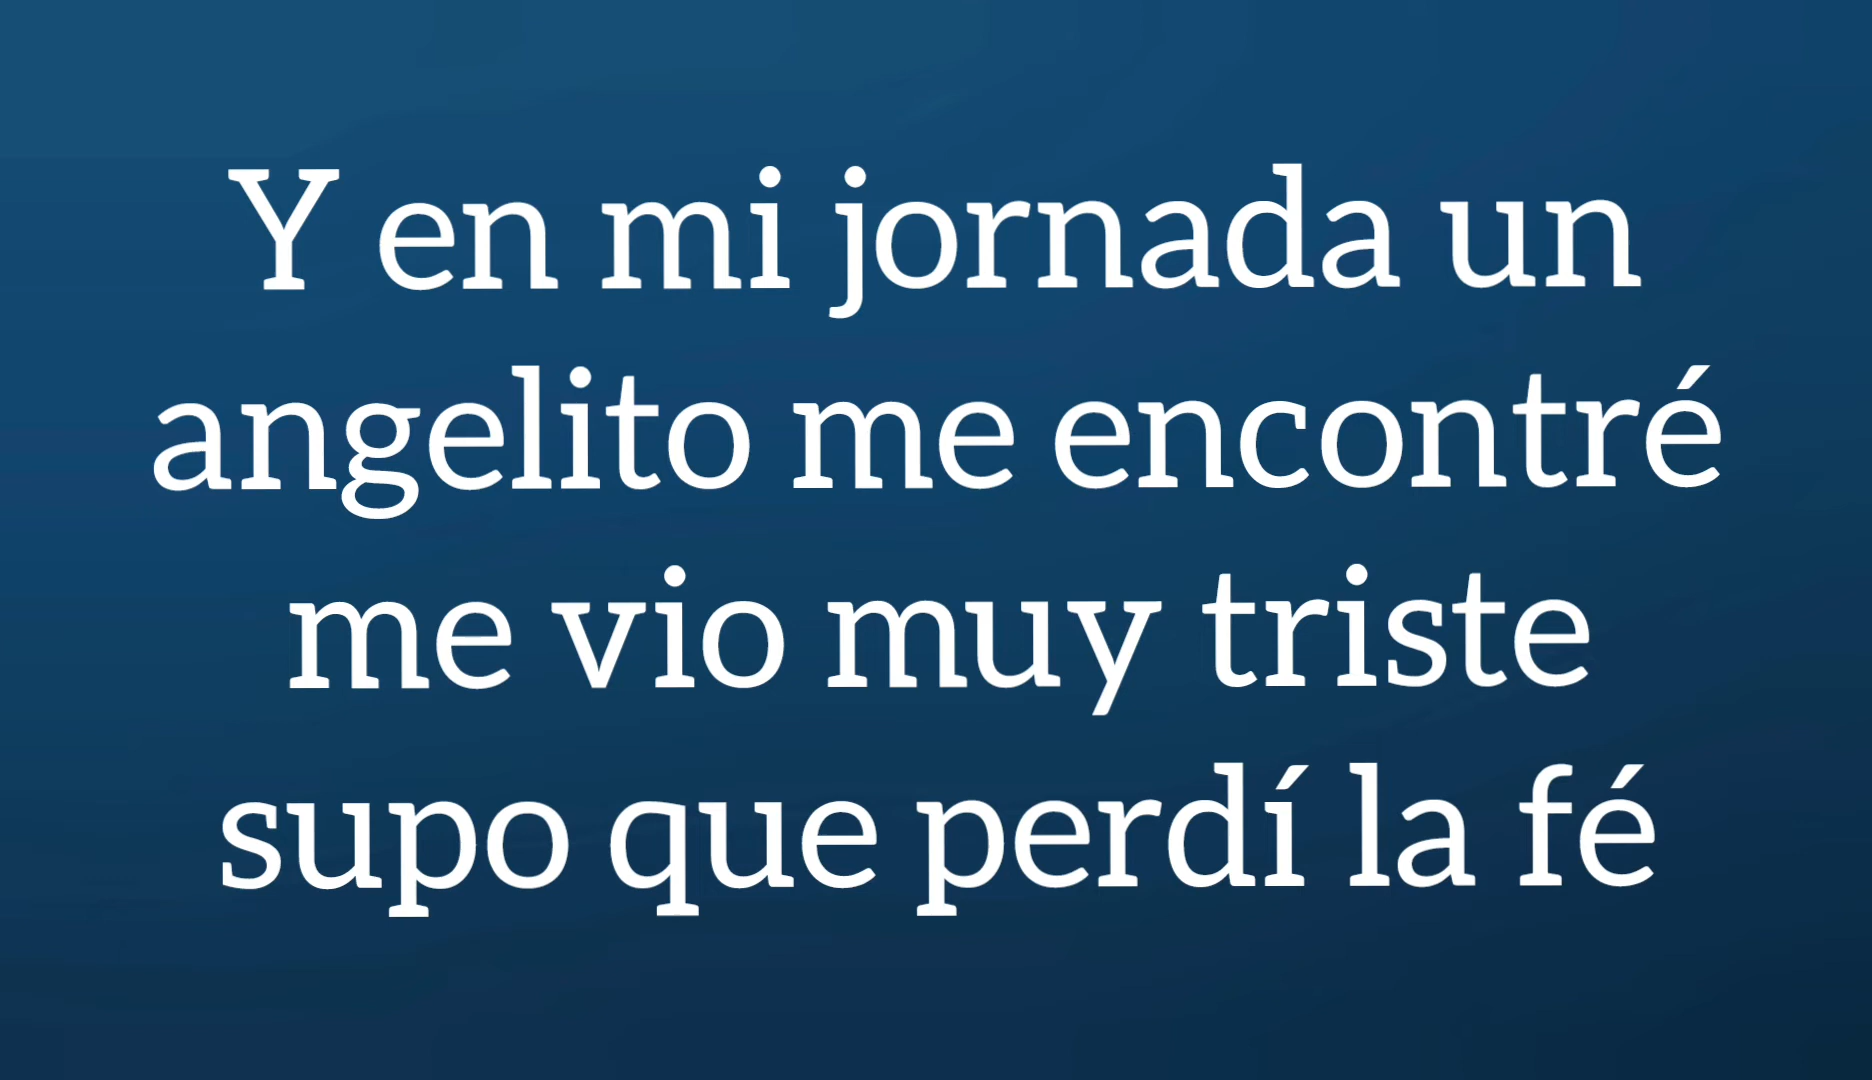 Y en mi jornada un
angelito me encontré
me vio muy triste
supo que perdí la fé